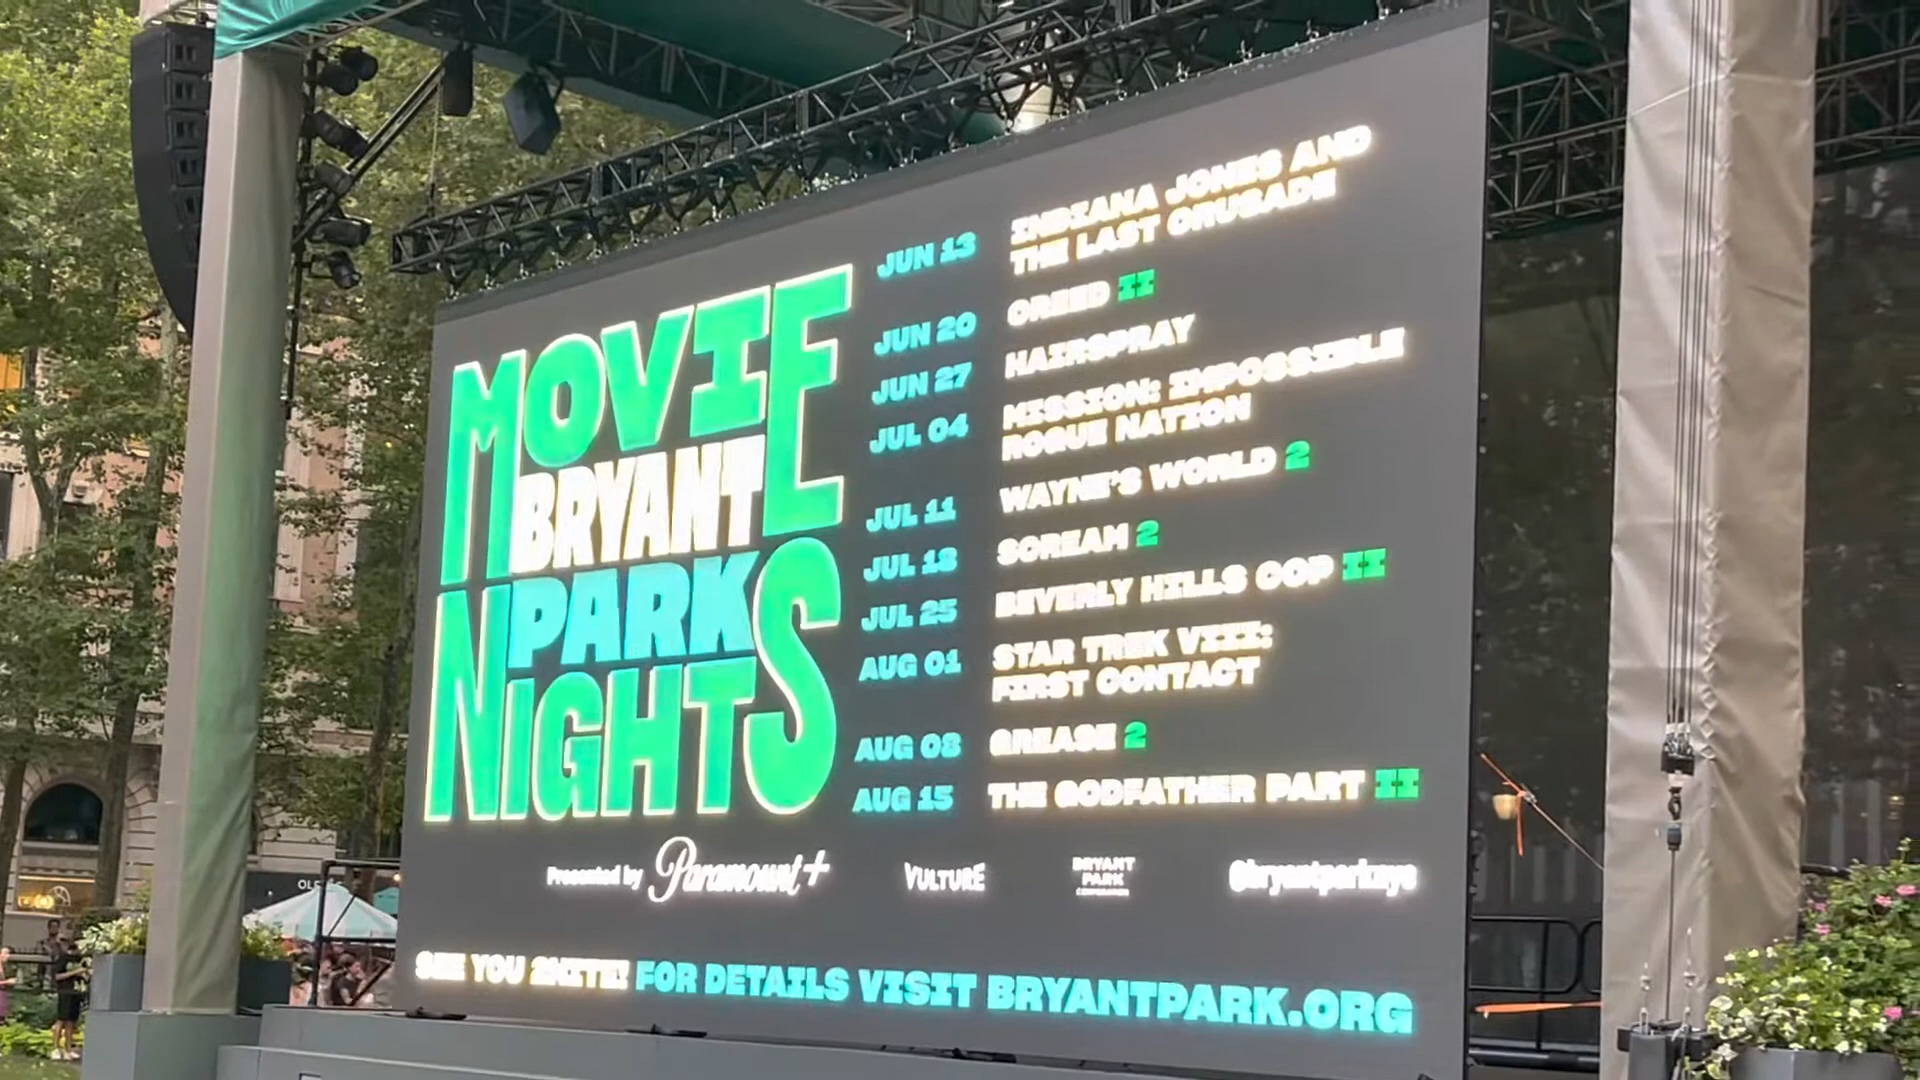 MOVIE
BRYANT
PARK
NIGHTS
JUN 13
INDIANA JONES AND
THE LAST CRUSADE
JUN 20
CREED II
JUN 27
HAIRSPRAY
JUL 04
MISSION: IMPOSSIBLE
ROGUE NATION
JUL 11
WAYNE'S WORLD 2
JUL 18
SCREAM 2
JUL 25
BEVERLY HILLS COP II
AUG 01
STAR TREK VIII:
FIRST CONTACT
AUG 08
GREASE 2
AUG 15
THE GODFATHER PART II
Presented by Paramount+
VULTURE
BRYANT
PARK
CORPORATION
@bryantparknyc
SEE YOU 2NITE! FOR DETAILS VISIT BRYANTPARK.ORG